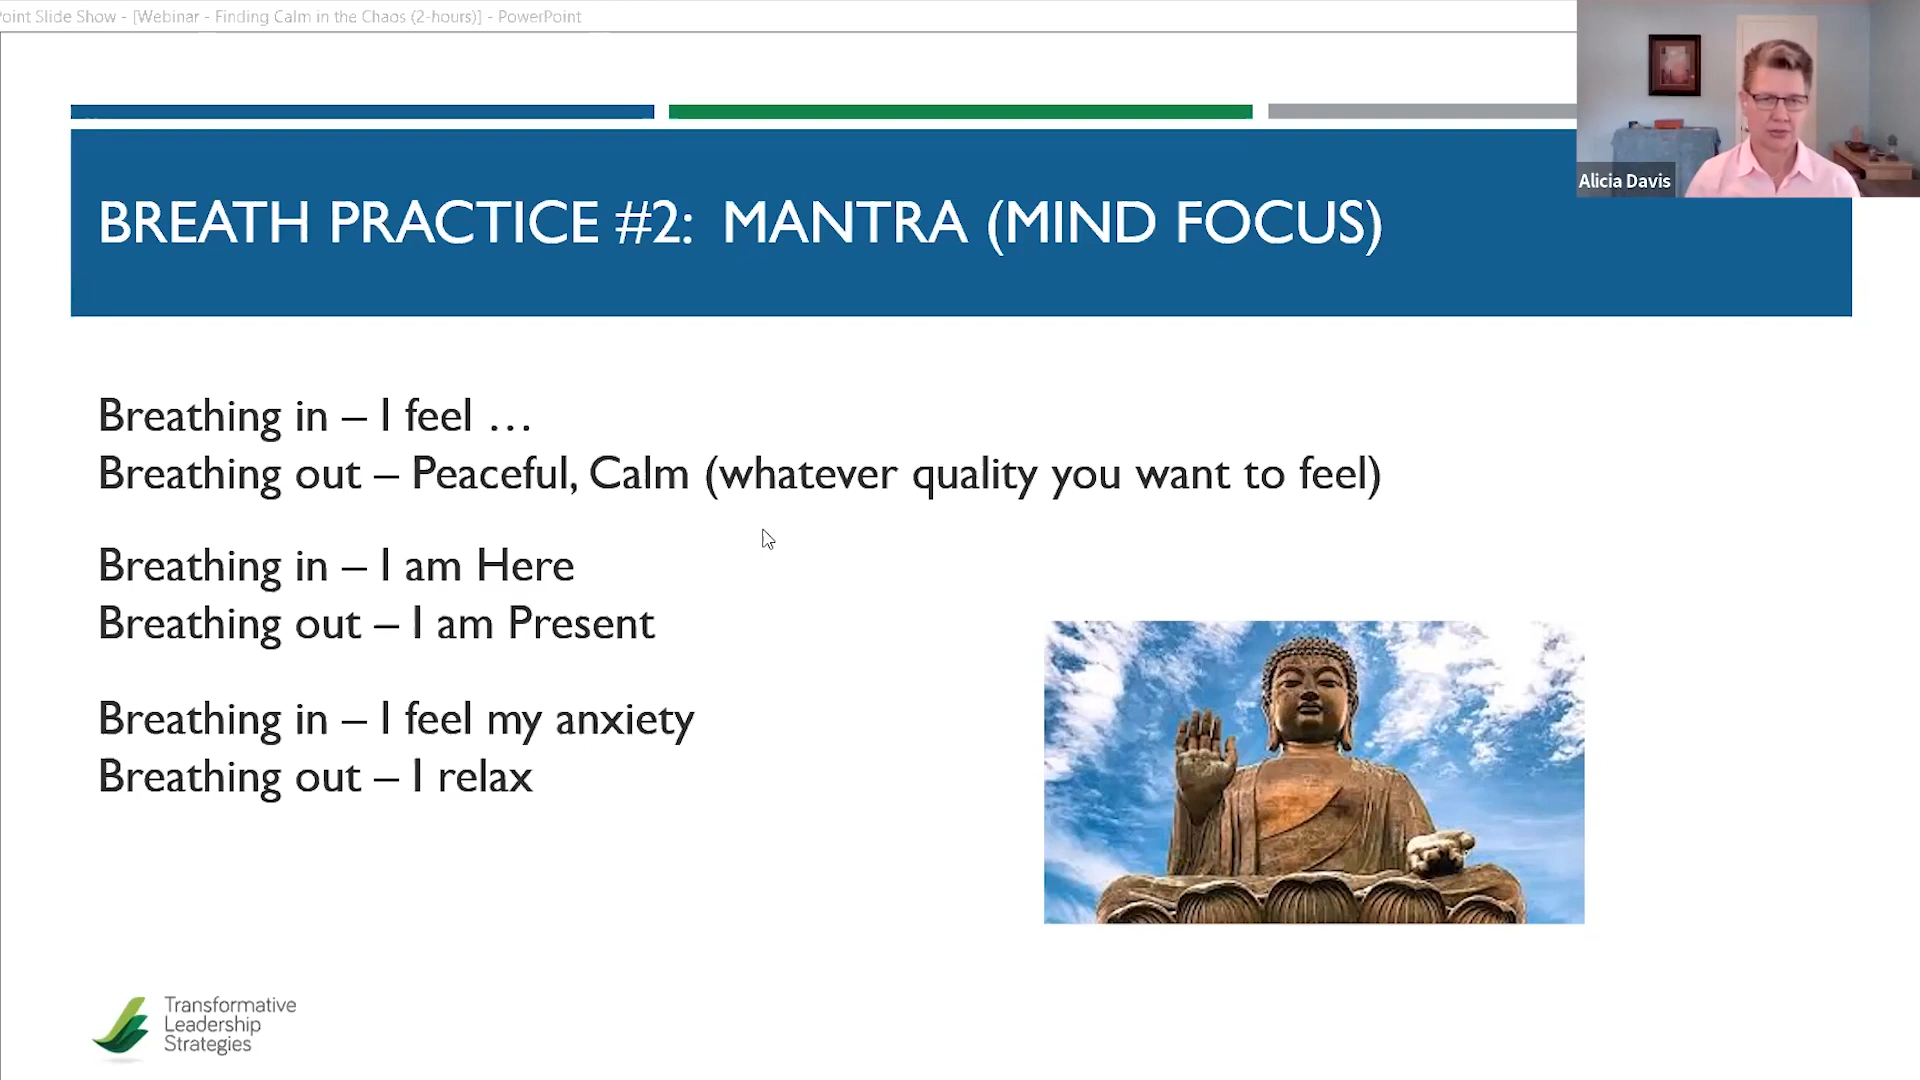 Point Slide Show - [Webinar - Finding Calm in the Chaos (2-hours)] - PowerPoint
Alicia Davis
BREATH PRACTICE #2: MANTRA (MIND FOCUS)
Breathing in – I feel …
Breathing out – Peaceful, Calm (whatever quality you want to feel)
Breathing in – I am Here
Breathing out – I am Present
Breathing in – I feel my anxiety
Breathing out – I relax
Transformative
Leadership
Strategies